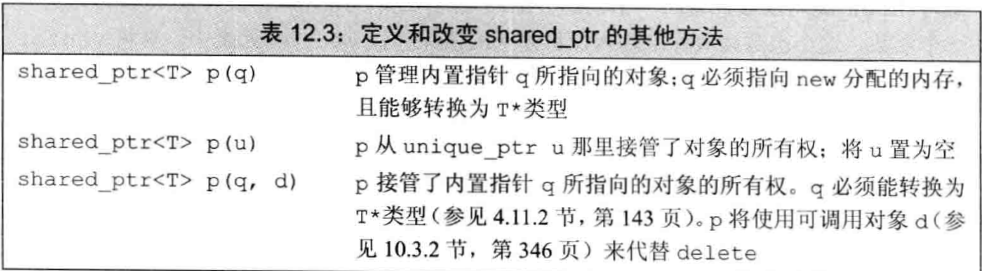 表 12.3：定义和改变 shared_ptr 的其他方法
shared_ptr<T> p(q) p 管理内置指针 q 所指向的对象；q 必须指向 new 分配的内存，
且能够转换为 T*类型
shared_ptr<T> p(u) p 从 unique_ptr u 那里接管了对象的所有权；将 u 置为空
shared_ptr<T> p(q, d) p 接管了内置指针 q 所指向的对象的所有权。q 必须能转换为
T*类型（参见 4.11.2 节，第 143 页）。p 将使用可调用对象 d（参
见 10.3.2 节，第 346 页）来代替 delete